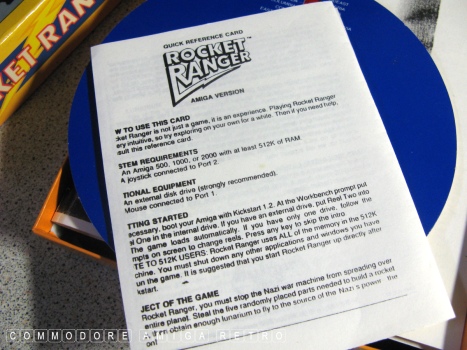 KET RAN
QUICK REFERENCE CARD
ROCKET
RANGER™
AMIGA VERSION
W TO USE THIS CARD
cket Ranger is not just a game, it is an experience. Playing Rocket Ranger
ery intuitive, so try exploring on your own for a while. Then if you need help,
sult this reference card.
STEM REQUIREMENTS
An Amiga 500, 1000, or 2000 with at least 512K of RAM
A joystick connected to Port 2.
TIONAL EQUIPMENT
An external disk drive (strongly recommended).
Mouse connected to Port 1.
TTING STARTED
ecessary, boot your Amiga with Kickstart 1.2. At the Workbench prompt put
el One in the internal drive. If you have an external drive, put Reel Two into
The game loads automatically. If you have only one drive, follow the
mpts on screen to change reels. Press any key to skip the intro
TE TO 512K USERS: Rocket Ranger uses ALL of the memory in the 512K
chine. You must shut down any other applications and windows you have
un the game. It is suggested that you start Rocket Ranger up directly after
kstart.
JECT OF THE GAME
Rocket Ranger, you must stop the Nazi war machine from spreading over
entire planet. Steal the five randomly placed parts needed to build a rocket
obtain enough lunarium to fly to the source of the Nazi's power the
on!
COMMODORE AMIGA RETRO